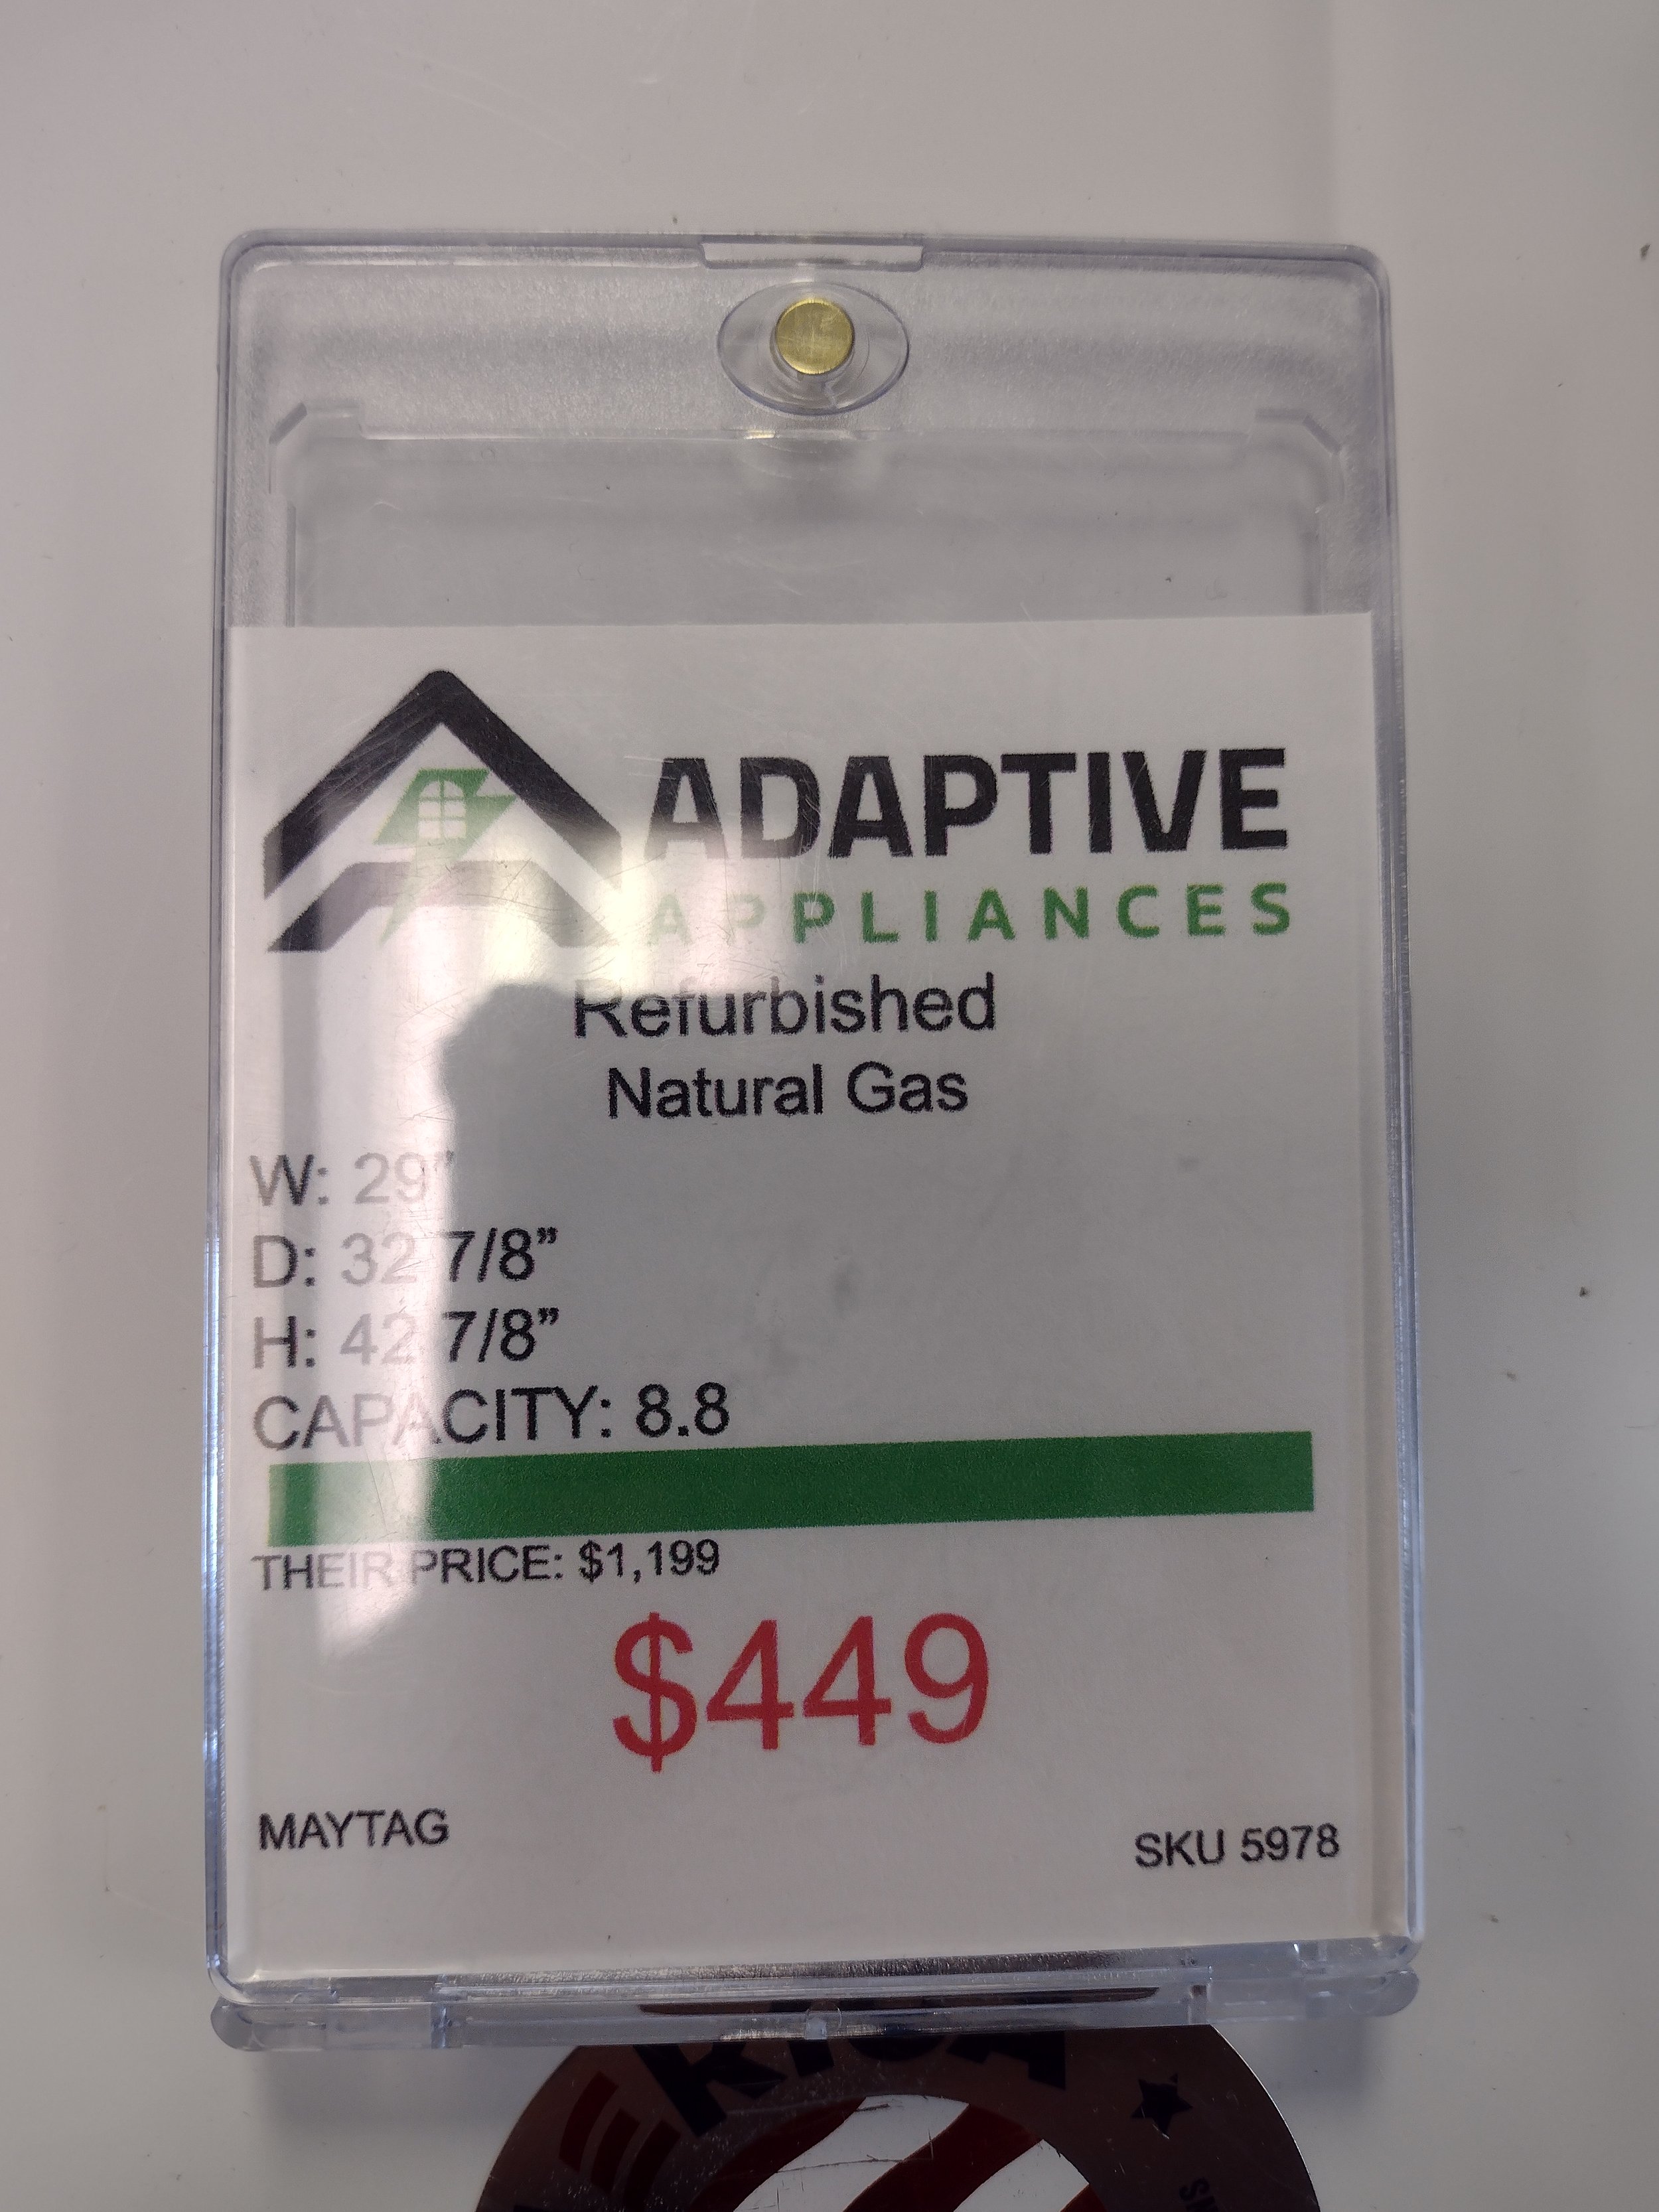 ADAPTIVE
APPLIANCES
Refurbished
Natural Gas
W: 29”
D: 32 7/8”
H: 42 7/8”
CAPACITY: 8.8
THEIR PRICE: $1,199
$449
MAYTAG
SKU 5978